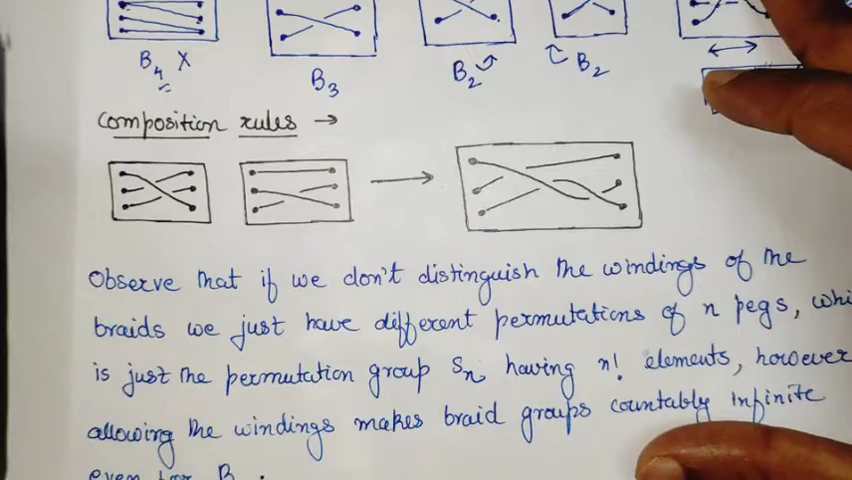 B₄ X
B₃
B₂
B₂
Composition rules →
Observe that if we don't distinguish the windings of the
braids we just have different permutations of n pegs, whi
is just the permutation group Sₙ having n! elements, however
allowing the windings makes braid groups countably infinite
even for B